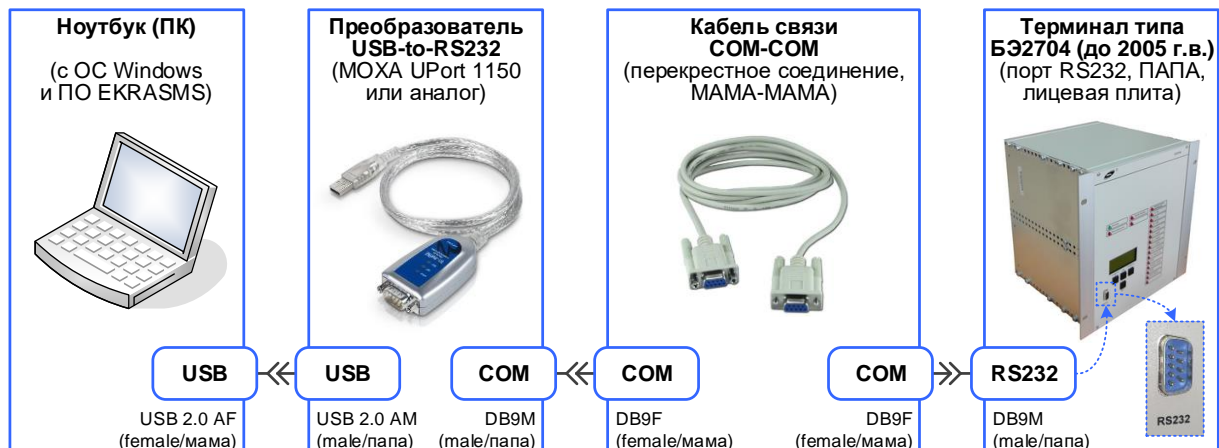 Ноутбук (ПК)
(с ОС Windows
и ПО EKRASMS)
USB
USB 2.0 AF
(female/мама)
Преобразователь
USB-to-RS232
(MOXA UPort 1150
или аналог)
USB
USB 2.0 AM
(male/папа)
COM
DB9M
(male/папа)
Кабель связи
COM-COM
(перекрестное соединение,
МАМА-МАМА)
COM
DB9F
(female/мама)
COM
DB9F
(female/мама)
Терминал типа
БЭ2704 (до 2005 г.в.)
(порт RS232, ПАПА,
лицевая плита)
RS232
DB9M
(male/папа)
RS232